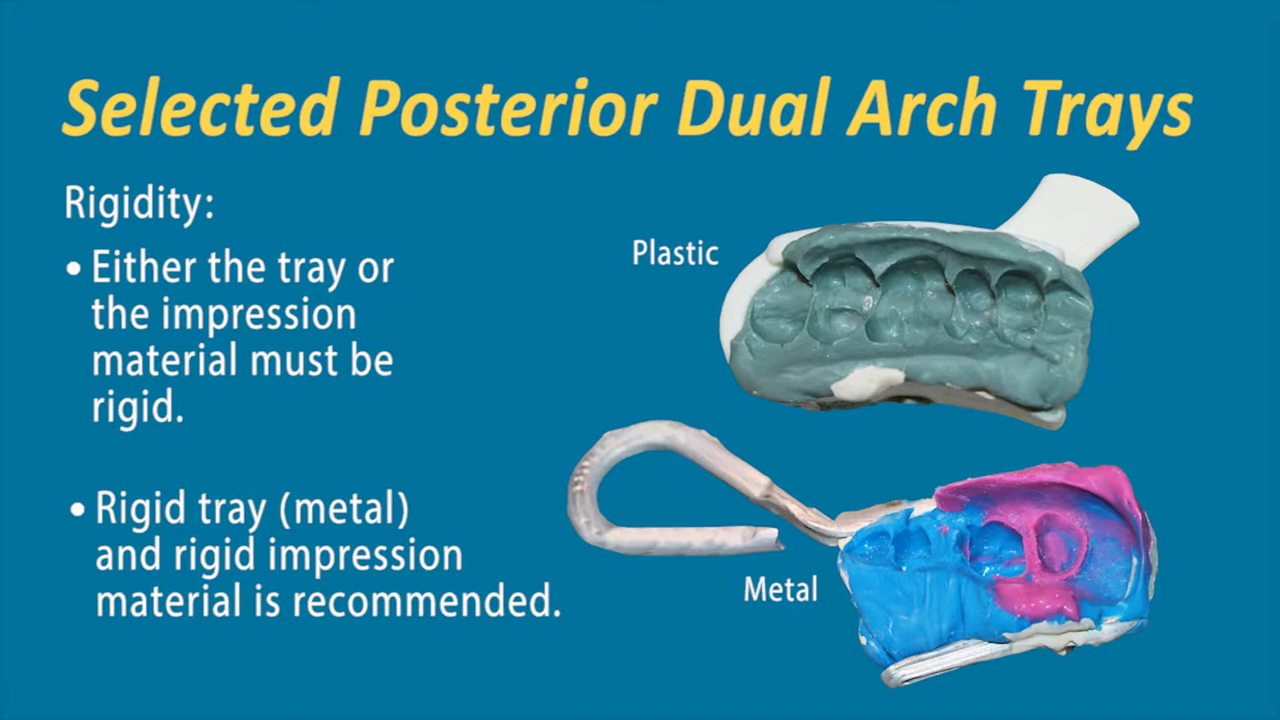 Selected Posterior Dual Arch Trays
Rigidity:
• Either the tray or
the impression
material must be
rigid.
• Rigid tray (metal)
and rigid impression
material is recommended.
Plastic
Metal